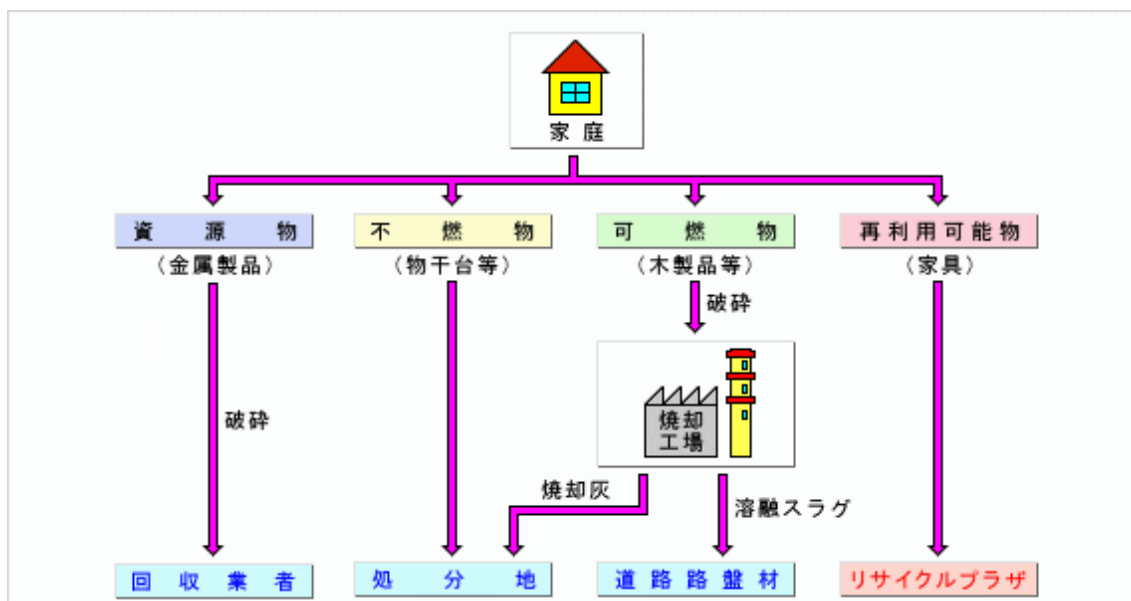 家庭
資源物
不燃物
可燃物
再利用可能物
(金属製品)
(物干台等)
(木製品等)
(家具)
破砕
破砕
焼却
工場
焼却灰
溶融スラグ
回収業者
処分地
道路路盤材
リサイクルプラザ